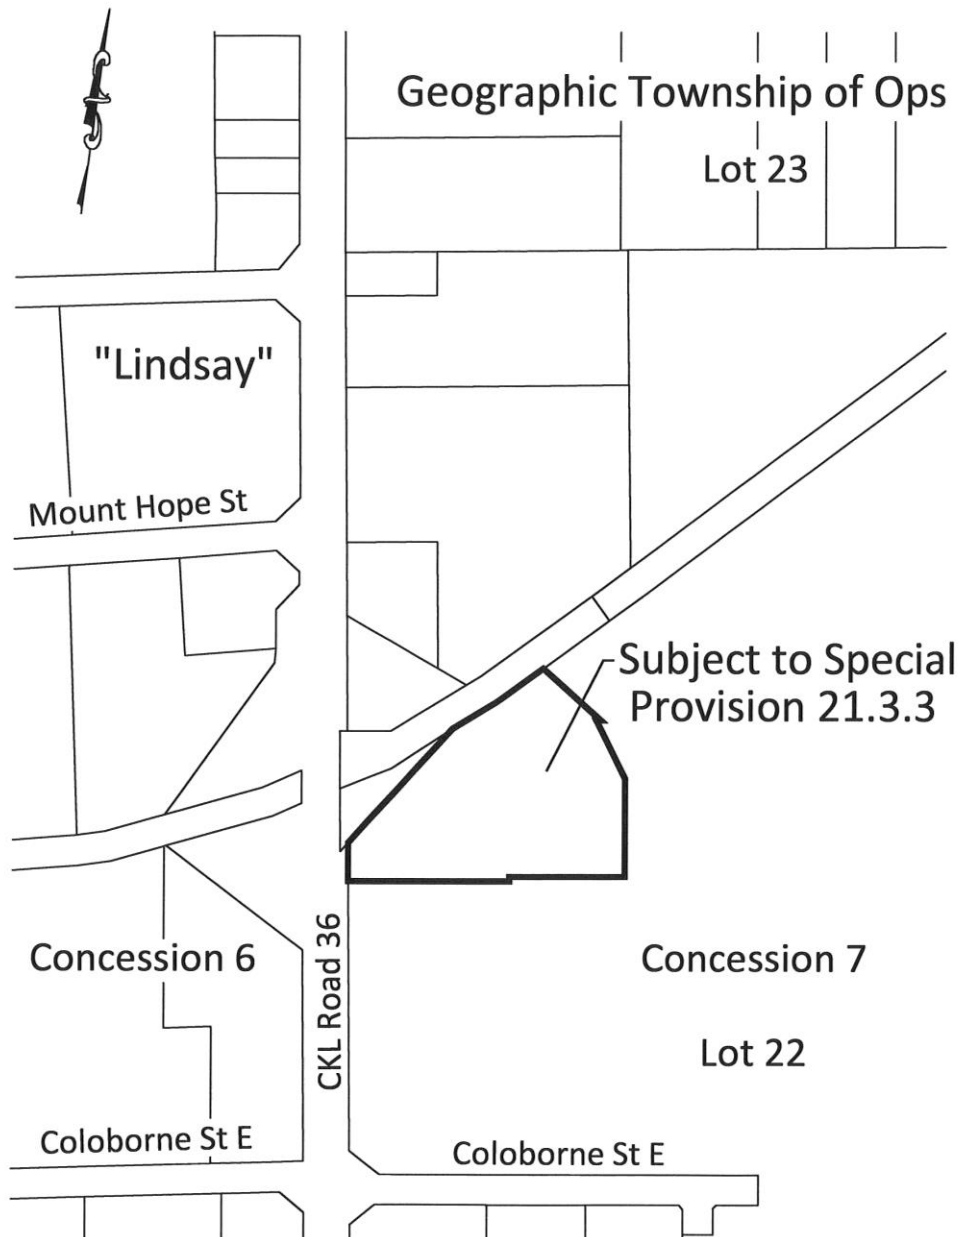 Geographic Township of Ops
Lot 23
"Lindsay"
Mount Hope St
Subject to Special
Provision 21.3.3
CKL Road 36
Concession 6
Concession 7
Lot 22
Coloborne St E
Coloborne St E